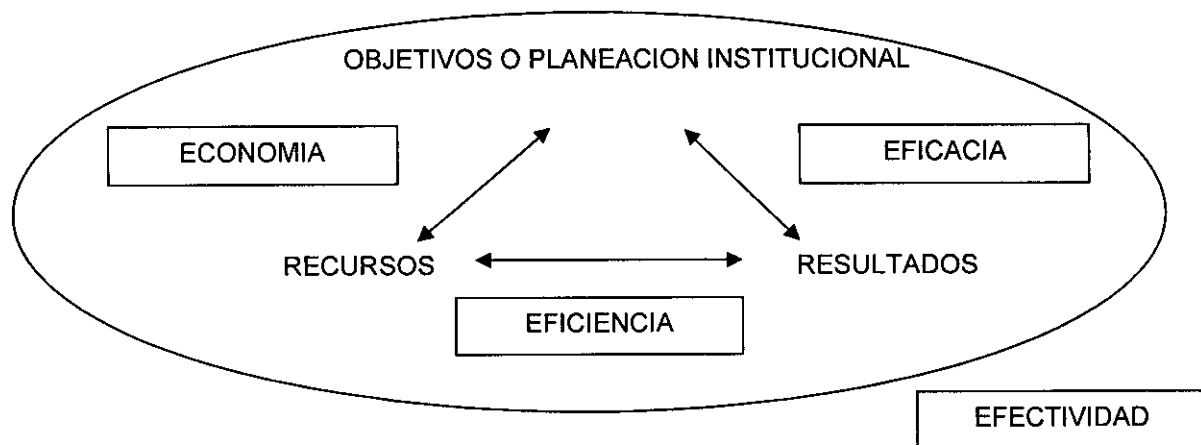 OBJETIVOS O PLANEACION INSTITUCIONAL
ECONOMIA
EFICACIA
RECURSOS
RESULTADOS
EFICIENCIA
EFECTIVIDAD